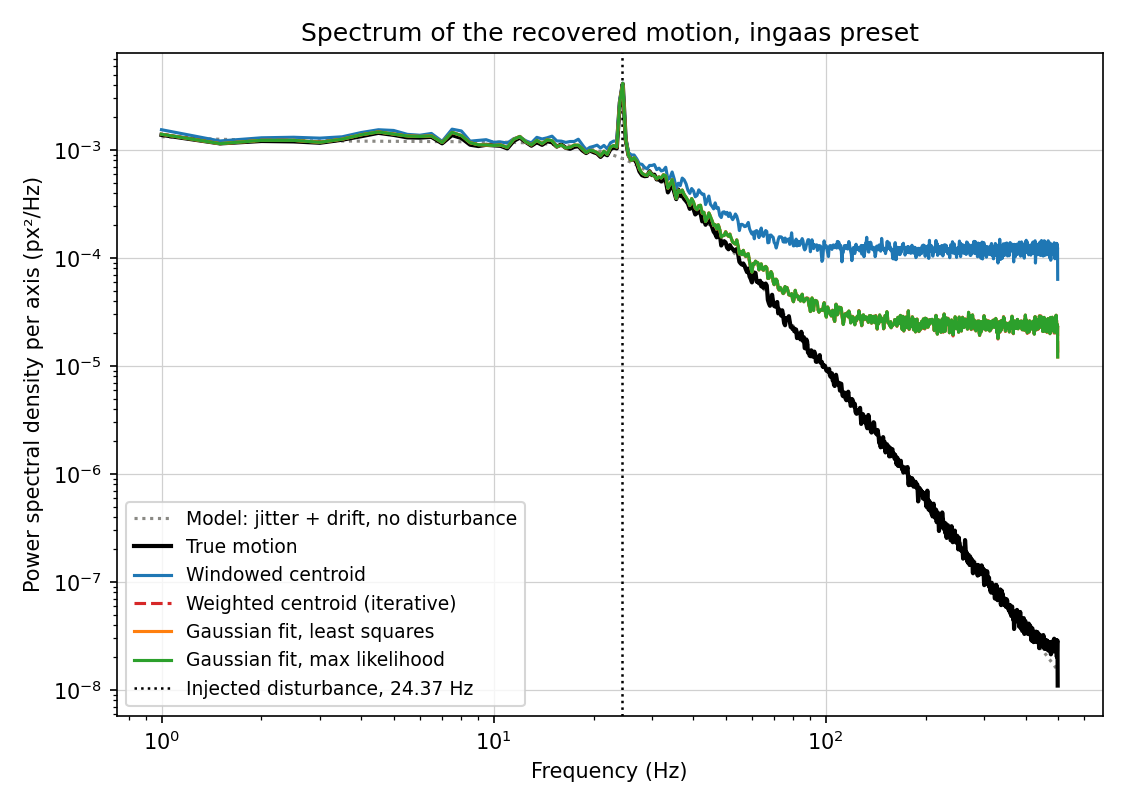 Spectrum of the recovered motion, ingaas preset
Power spectral density per axis (px²/Hz)
10⁻³
10⁻⁴
10⁻⁵
10⁻⁶
10⁻⁷
10⁻⁸
Model: jitter + drift, no disturbance
True motion
Windowed centroid
Weighted centroid (iterative)
Gaussian fit, least squares
Gaussian fit, max likelihood
Injected disturbance, 24.37 Hz
10⁰ 10¹ 10²
Frequency (Hz)